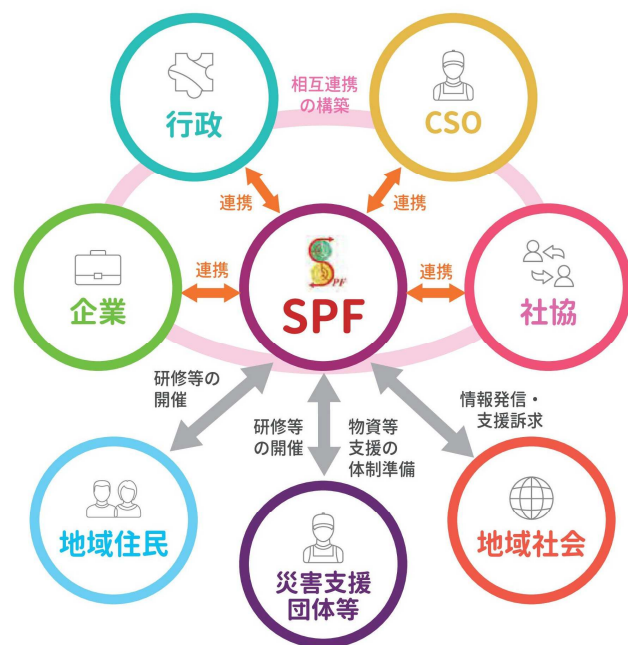 相互連携
の構築
行政
CSO
連携
連携
企業
連携
SPF
SPF
連携
社協
研修等の
開催
研修等
の開催
物資等
支援の
体制準備
情報発信・
支援訴求
地域住民
災害支援
団体等
地域社会